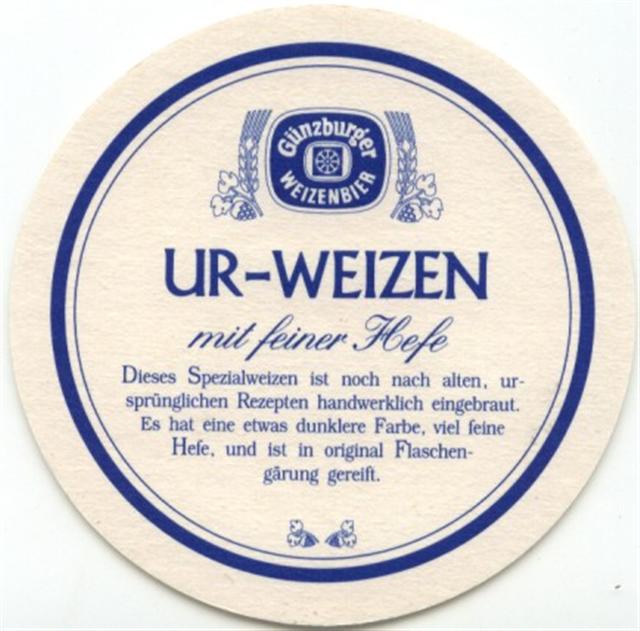 Günzburger
WEIZENBIER
UR-WEIZEN
mit feiner Hefe
Dieses Spezialweizen ist noch nach alten, ur-
sprünglichen Rezepten handwerklich eingebraut.
Es hat eine etwas dunklere Farbe, viel feine
Hefe, und ist in original Flaschen-
gärung gereift.